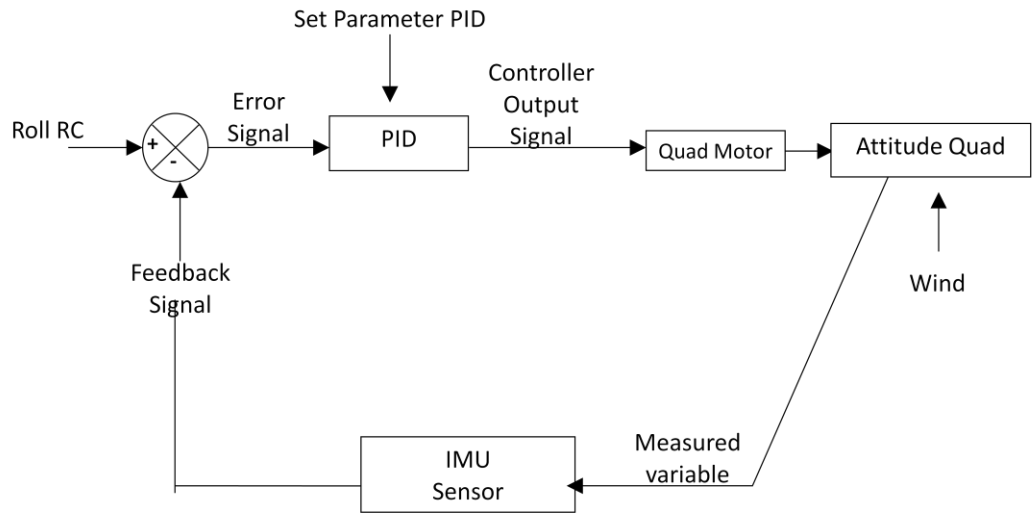 Set Parameter PID
Roll RC
+
-
Error
Signal
PID
Controller
Output
Signal
Quad Motor
Attitude Quad
Wind
Feedback
Signal
IMU
Sensor
Measured
variable